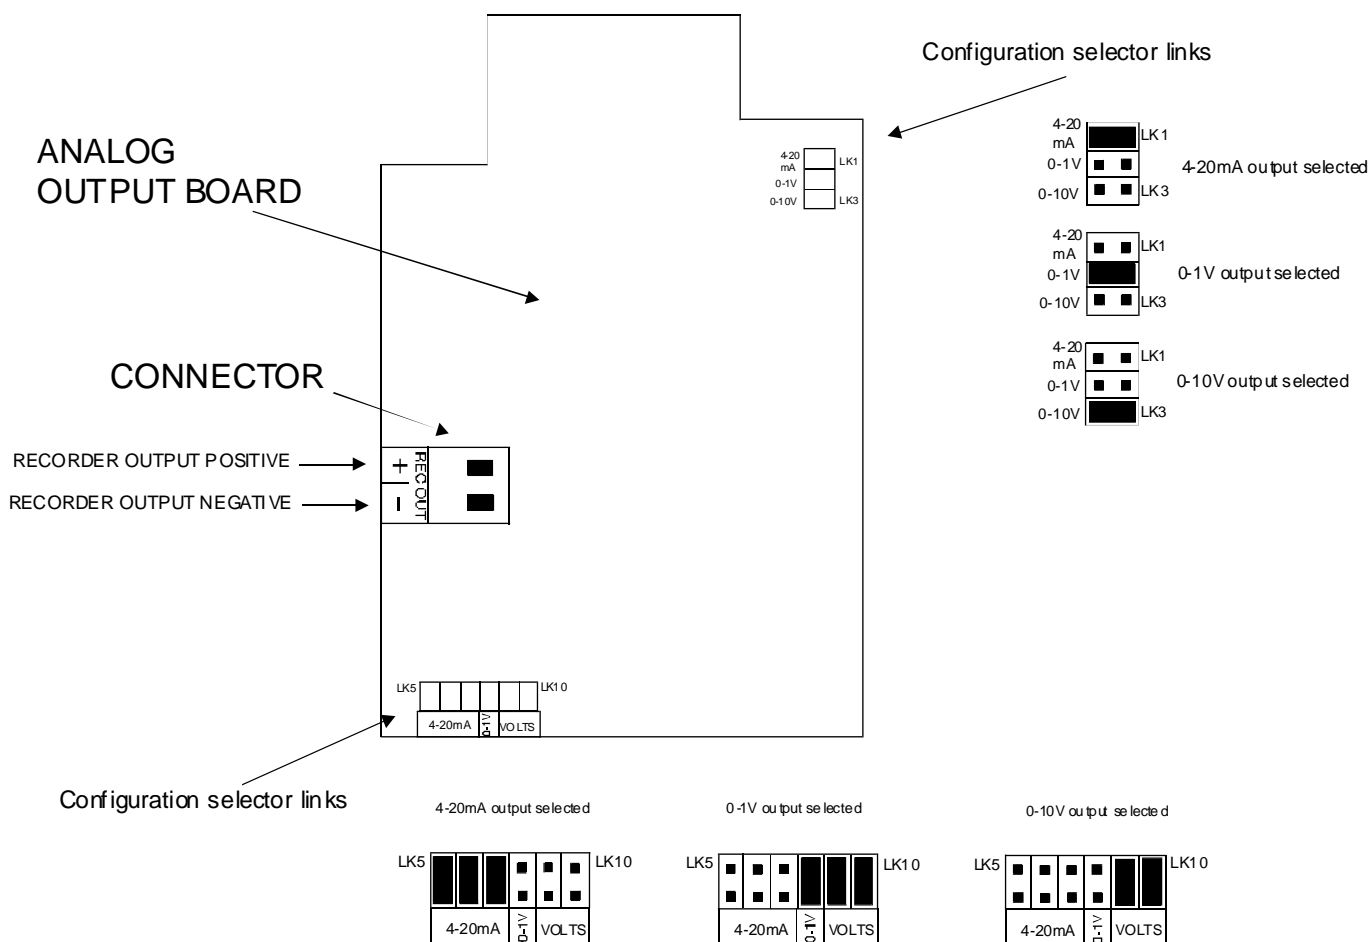 Configuration selector links
ANALOG
OUTPUT BOARD
4-20
mA
LK1
0-1V
0-10V
LK3
4-20
mA
LK1
0-1V
4-20mA output selected
0-10V
LK3
4-20
mA
LK1
0-1V
0-1V output selected
0-10V
LK3
4-20
mA
LK1
0-1V
0-10V output selected
0-10V
LK3
CONNECTOR
RECORDER OUTPUT POSITIVE
+
REC OUT
RECORDER OUTPUT NEGATIVE
-
LK5
LK10
4-20mA
0-1V
VOLTS
Configuration selector links
4-20mA output selected
LK5
LK10
4-20mA
0-1V
VOLTS
0-1V output selected
LK5
LK10
4-20mA
0-1V
VOLTS
0-10V output selected
LK5
LK10
4-20mA
0-1V
VOLTS